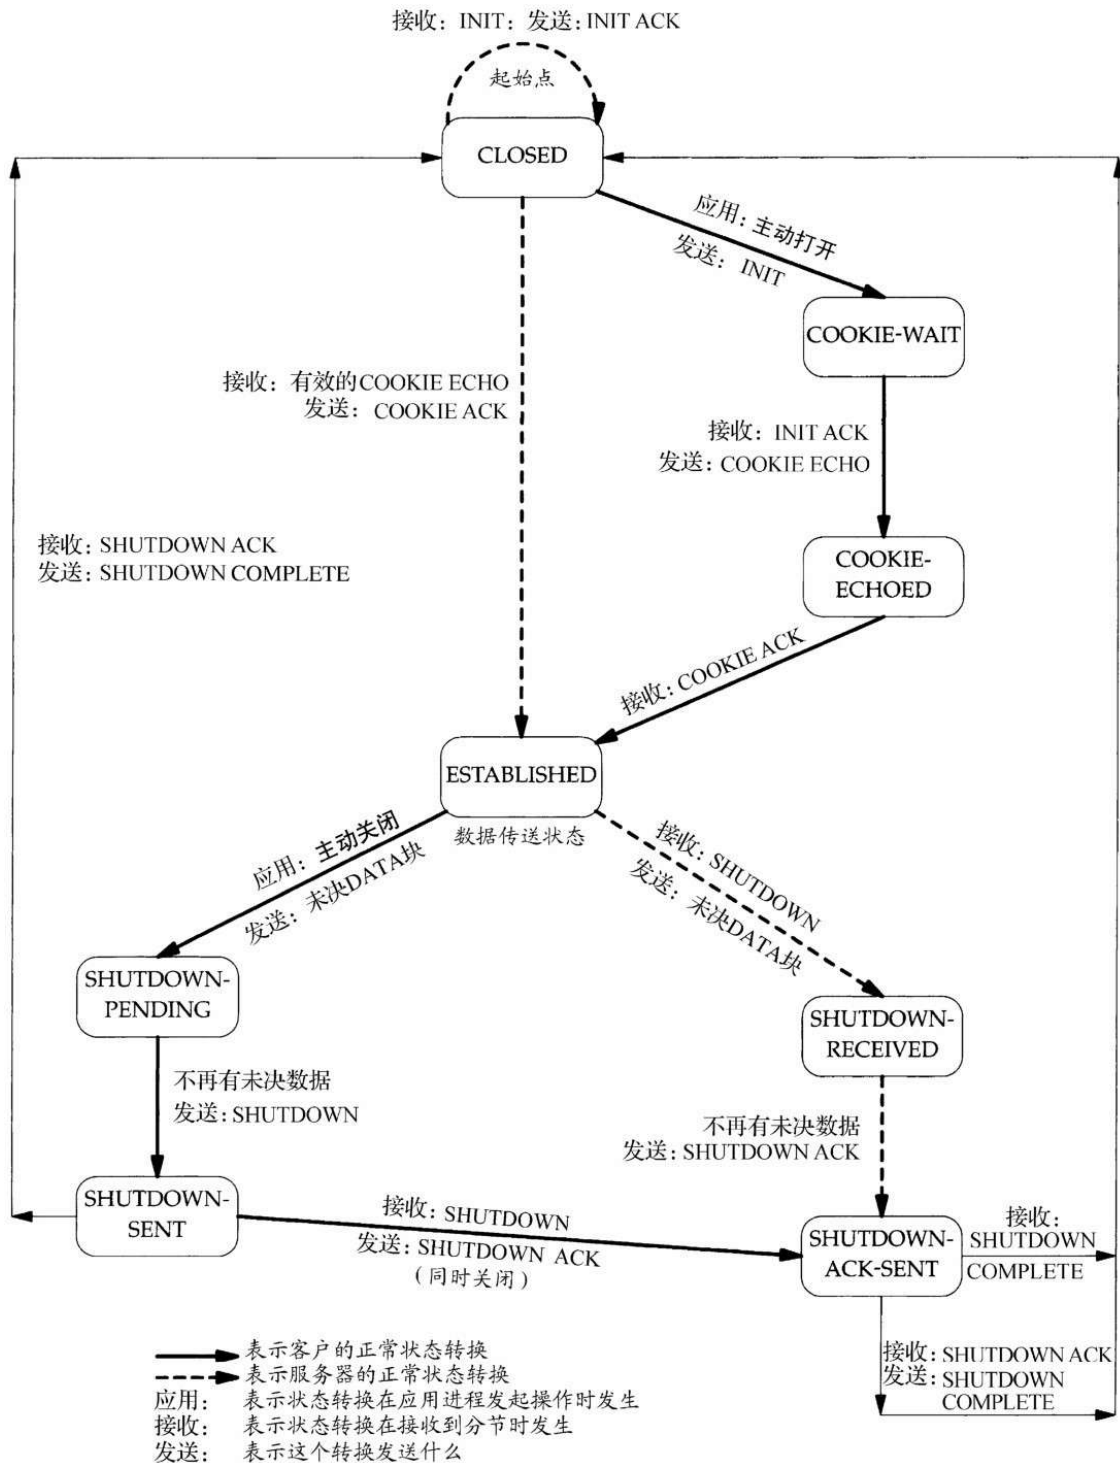 接收：INIT；发送：INIT ACK
起始点
CLOSED
应用：主动打开
发送：INIT
COOKIE-WAIT
接收：有效的COOKIE ECHO
发送：COOKIE ACK
接收：INIT ACK
发送：COOKIE ECHO
接收：SHUTDOWN ACK
发送：SHUTDOWN COMPLETE
COOKIE-
ECHOED
接收：COOKIE ACK
ESTABLISHED
数据传送状态
应用：主动关闭
发送：未决DATA块
接收：SHUTDOWN
发送：未决DATA块
SHUTDOWN-
PENDING
SHUTDOWN-
RECEIVED
不再有未决数据
发送：SHUTDOWN
不再有未决数据
发送：SHUTDOWN ACK
SHUTDOWN-
SENT
接收：SHUTDOWN
发送：SHUTDOWN ACK
（同时关闭）
SHUTDOWN-
ACK-SENT
接收：
SHUTDOWN
COMPLETE
接收：SHUTDOWN ACK
发送：SHUTDOWN
COMPLETE
表示客户的正常状态转换
表示服务器的正常状态转换
应用： 表示状态转换在应用进程发起操作时发生
接收： 表示状态转换在接收到分节时发生
发送： 表示这个转换发送什么